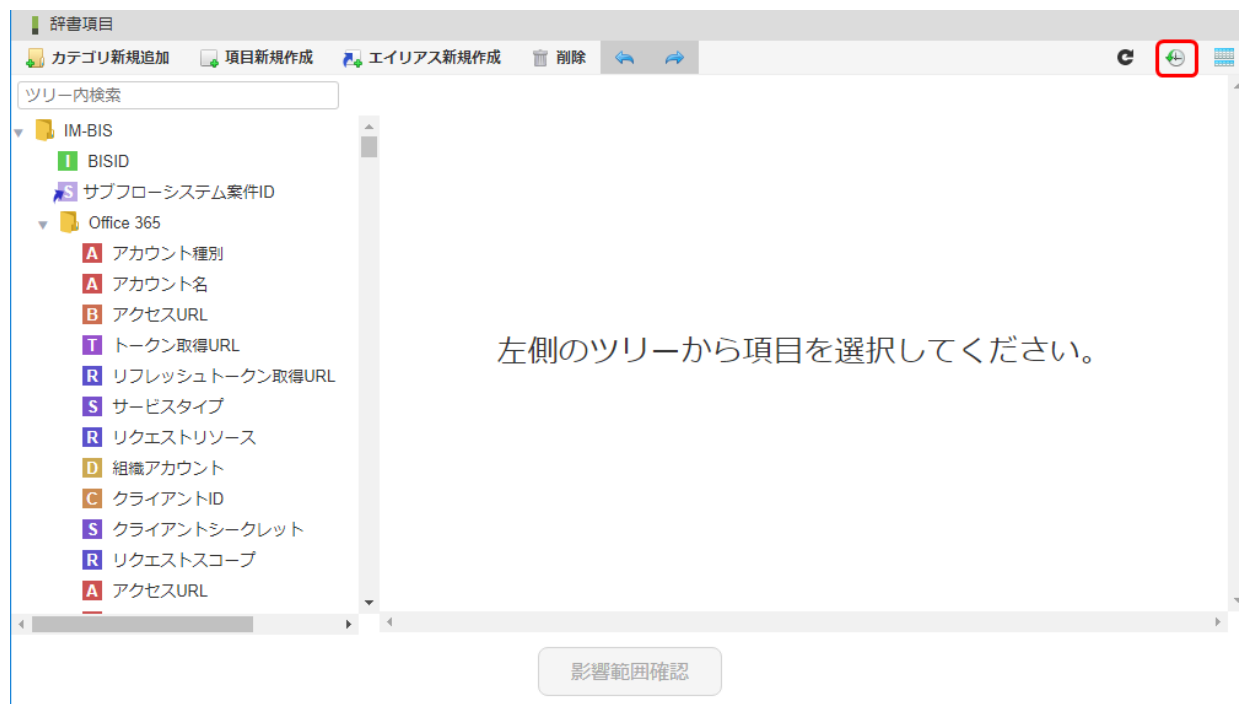 辞書項目
カテゴリ新規追加 項目新規作成 エイリアス新規作成 削除
ツリー内検索
IM-BIS
I BISID
S サブフローシステム案件ID
Office 365
A アカウント種別
A アカウント名
B アクセスURL
T トークン取得URL
R リフレッシュトークン取得URL
S サービスタイプ
R リクエストリソース
D 組織アカウント
C クライアントID
S クライアントシークレット
R リクエストスコープ
A アクセスURL
左側のツリーから項目を選択してください。
影響範囲確認